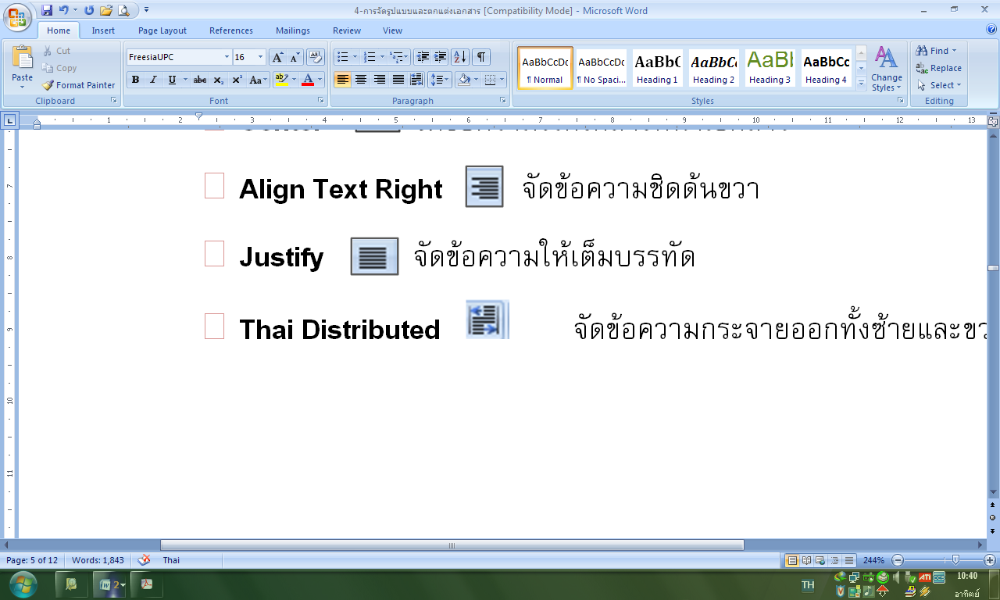 4-การจัดรูปแบบและตกแต่งเอกสาร [Compatibility Mode] - Microsoft Word
Home Insert Page Layout References Mailings Review View
Paste
Cut
Copy
Format Painter
Clipboard
FreesiaUPC 16
Font
Paragraph
AaBbCcDc AaBbCcDc AaBbC AaBbCc AaBb AaBbCc
¶ Normal ¶ No Spaci... Heading 1 Heading 2 Heading 3 Heading 4
Change Styles
Styles
Find
Replace
Select
Editing
1 2 3 4 5 6 7 8 9 10 11 12 13
Align Text Right จัดข้อความชิดด้นขวา
Justify จัดข้อความให้เต็มบรรทัด
Thai Distributed จัดข้อความกระจายออกทั้งซ้ายและขว
7
8
9
10
11
Page: 5 of 12 Words: 1,843 Thai 244%
2 TH 10:40
อาทิตย์